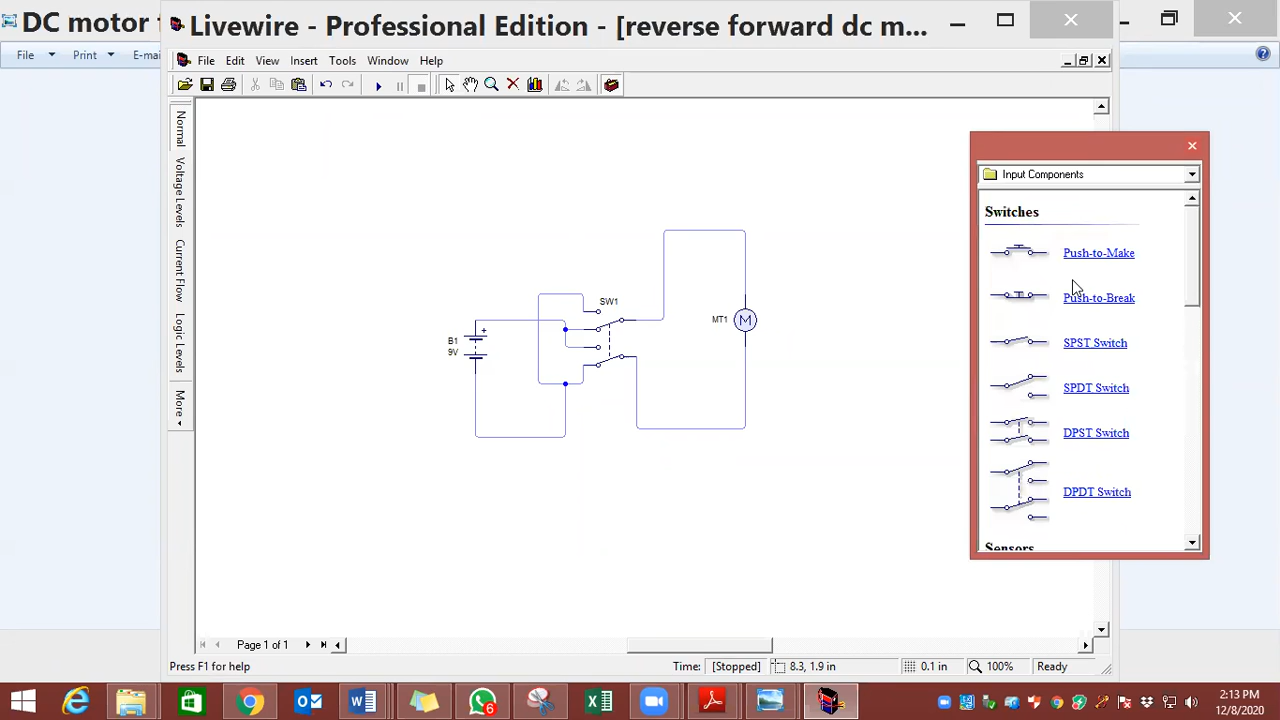 DC motor
File Print E-mai
Livewire - Professional Edition - [reverse forward dc m...
File Edit View Insert Tools Window Help
Normal
Voltage Levels
Current Flow
Logic Levels
More
SW1
B1
9V
+
MT1
M
Input Components
Switches
Push-to-Make
Push-to-Break
SPST Switch
SPDT Switch
DPST Switch
DPDT Switch
Sensors
Page 1 of 1
Press F1 for help Time: [Stopped] 8.3, 1.9 in 0.1 in 100% Ready
2:13 PM
12/8/2020